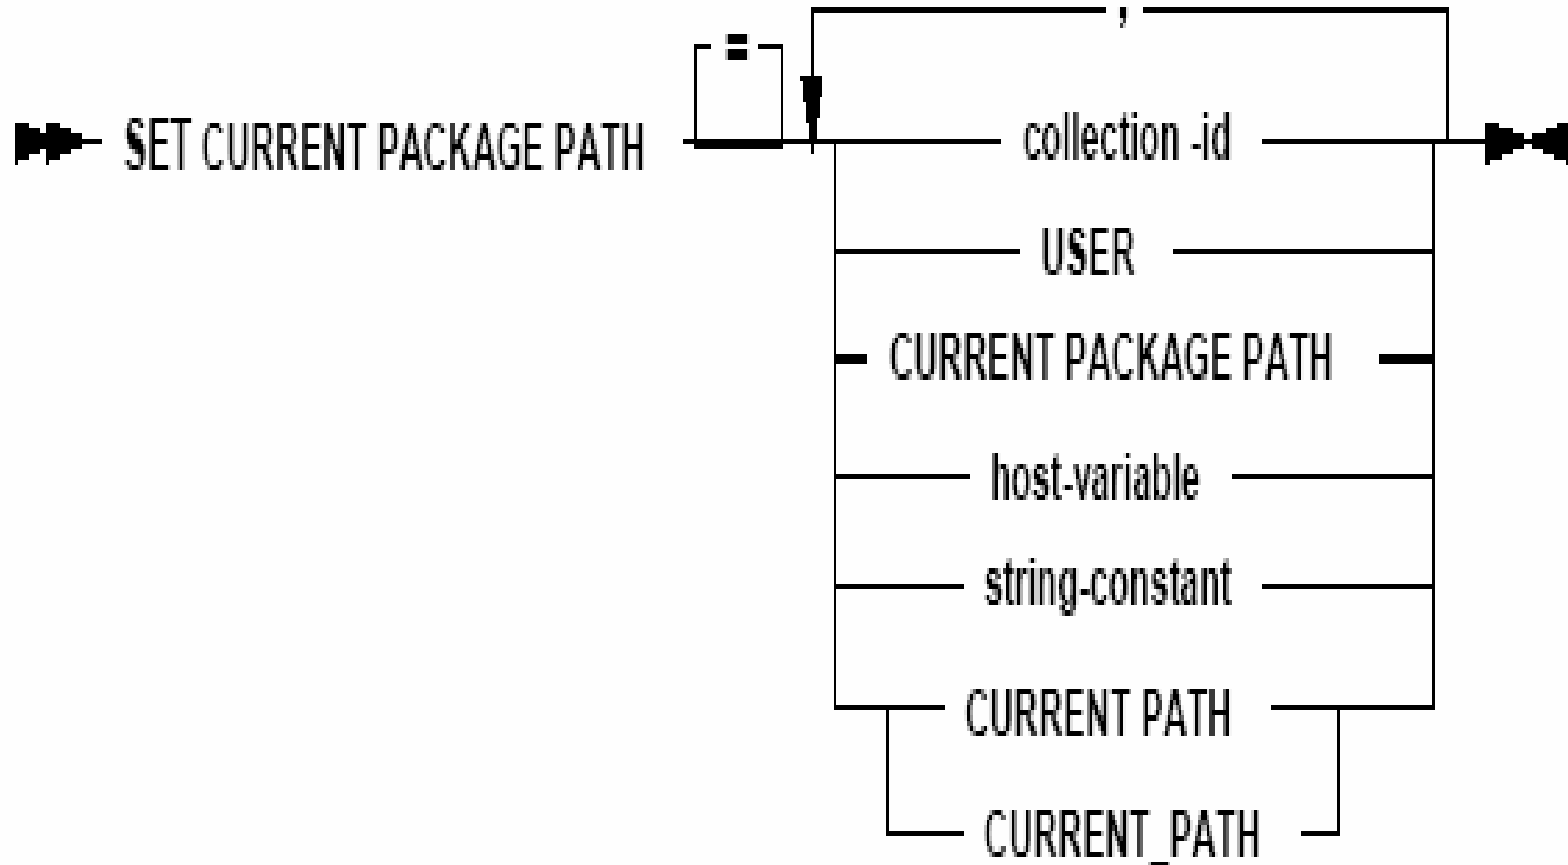 ,
=
SET CURRENT PACKAGE PATH
collection -id
USER
CURRENT PACKAGE PATH
host-variable
string-constant
CURRENT PATH
CURRENT_PATH